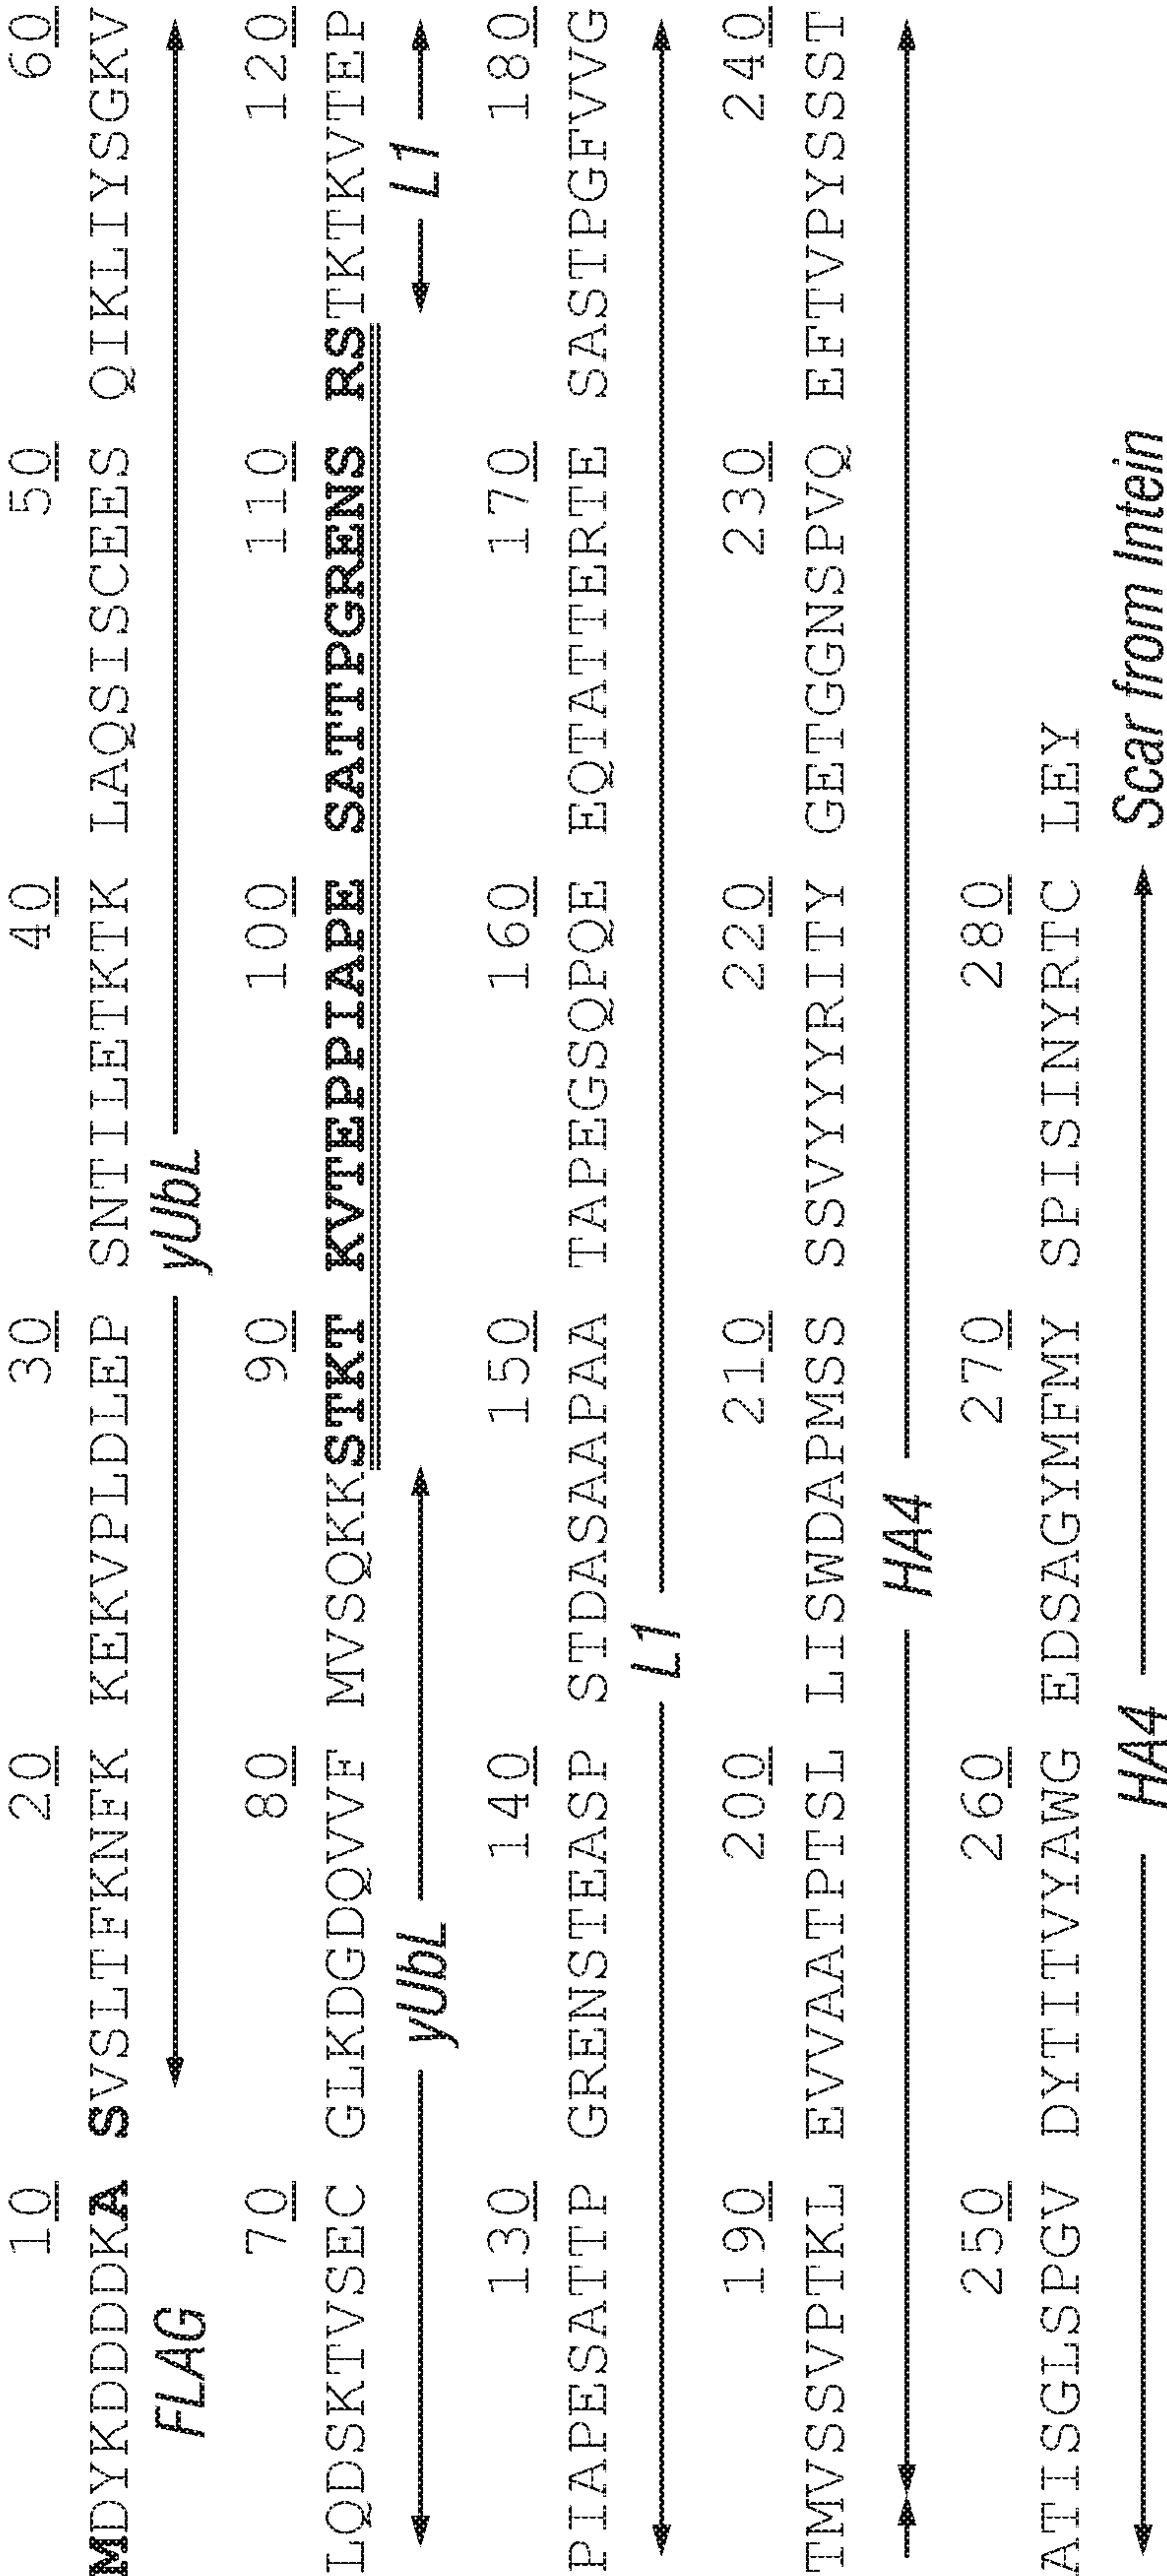 10 20 30 40 50 60
MDYKDDDDKA SVSLTFKNFK KEKVPLDLEP SNTILETKTK LAQSISCEES QIKLIYSGKV
FLAG yUbL
70 80 90 100 110 120
LQDSKTVSEC GLKDGDQVVF MVSQKKSTKT KVTEPPIAPE SATTPGRENS RSTKTKVTEP
yUbL L1
130 140 150 160 170 180
PIAPESATTP GRENSTEASP STDASAAPAA TAPEGSQPQE EQTATTERTE SASTPGFVVG
L1
190 200 210 220 230 240
TMVSSVPTKL EVVAATPTSL LISWDAPMSS SSVYYYRITY GETGGNSPVQ EFTVPYSSST
HA4
250 260 270 280
ATISGLSPGV DYTITVYAWG EDSAGYMFMY SPISINYRTC LEY
HA4 Scar from Intein